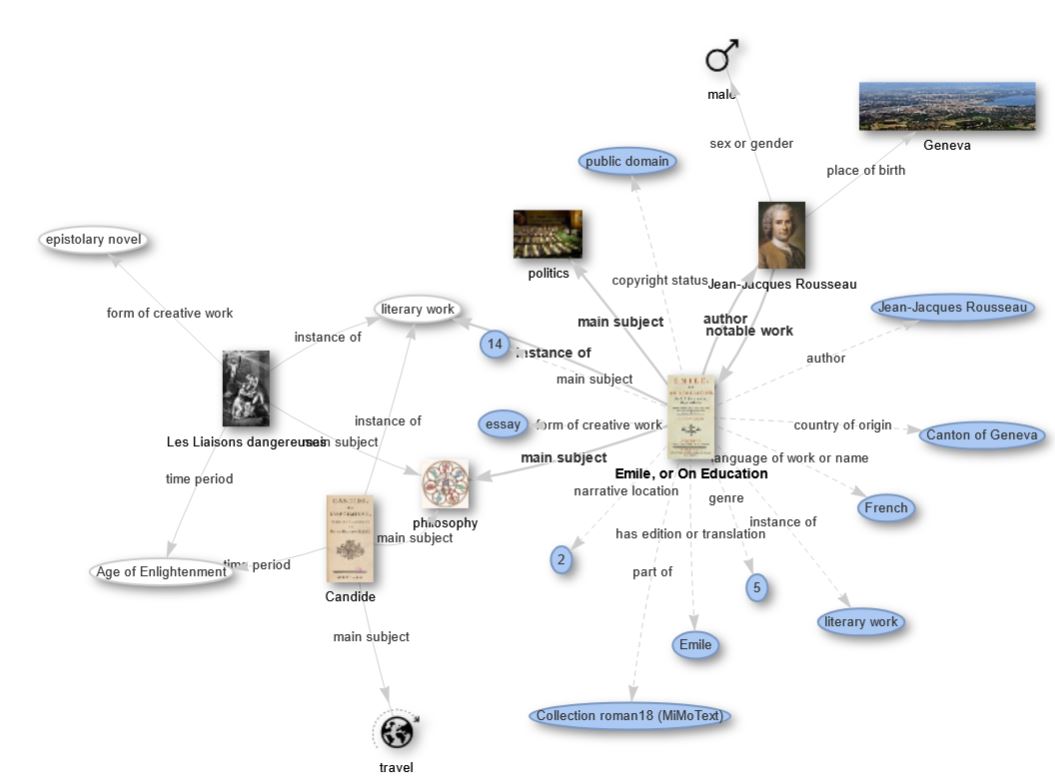 male
sex or gender
Geneva
public domain
place of birth
epistolary novel
politics
copyright status
Jean-Jacques Rousseau
form of creative work
literary work
main subject
author
notable work
Jean-Jacques Rousseau
instance of
14
instance of
main subject
author
EMILE,
instance of
essay
form of creative work
country of origin
Canton of Geneva
Les Liaisons dangereuses
main subject
main subject
language of work or name
Emile, or On Education
time period
narrative location
genre
French
CANDIDE,
philosophy
instance of
main subject
has edition or translation
Age of Enlightenment
time period
2
part of
5
Candide
literary work
main subject
Emile
Collection roman18 (MiMoText)
travel